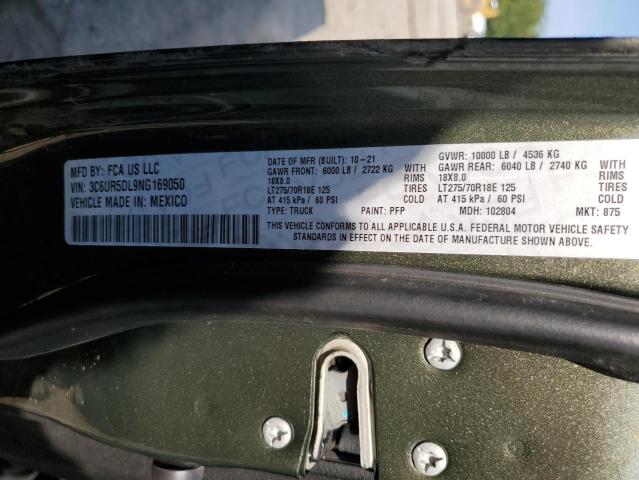 MFD BY: FCA US LLC
VIN: 3C6UR5DL9NG169050
VEHICLE MADE IN: MEXICO
DATE OF MFR (BUILT): 10-21
GAWR FRONT: 6000 LB / 2722 KG WITH
18X8.0 RIMS
LT275/70R18E 125 TIRES
AT 415 kPa / 60 PSI COLD
GVWR: 10000 LB / 4536 KG
GAWR REAR: 6040 LB / 2740 KG WITH
18X8.0 RIMS
LT275/70R18E 125 TIRES
AT 415 kPa / 60 PSI COLD
TYPE: TRUCK PAINT: PFP MDH: 102804 MKT: 875
THIS VEHICLE CONFORMS TO ALL APPLICABLE U.S.A. FEDERAL MOTOR VEHICLE SAFETY
STANDARDS IN EFFECT ON THE DATE OF MANUFACTURE SHOWN ABOVE.